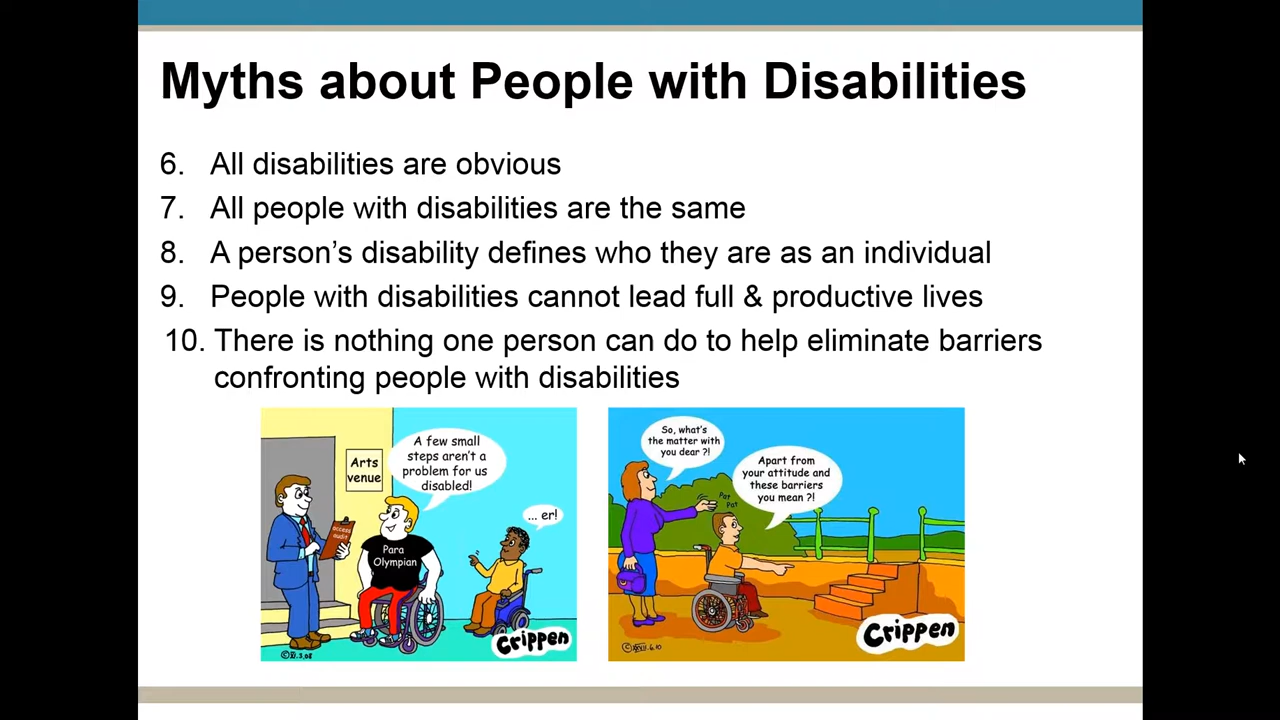 Myths about People with Disabilities
6. All disabilities are obvious
7. All people with disabilities are the same
8. A person's disability defines who they are as an individual
9. People with disabilities cannot lead full & productive lives
10. There is nothing one person can do to help eliminate barriers
confronting people with disabilities
A few small
steps aren't a
problem for us
disabled!
Arts
venue
... er!
access
audit
Para
Olympian
Crippen
So, what's
the matter with
you dear ?!
Apart from
your attitude and
these barriers
you mean ?!
Pat
Pat
Crippen